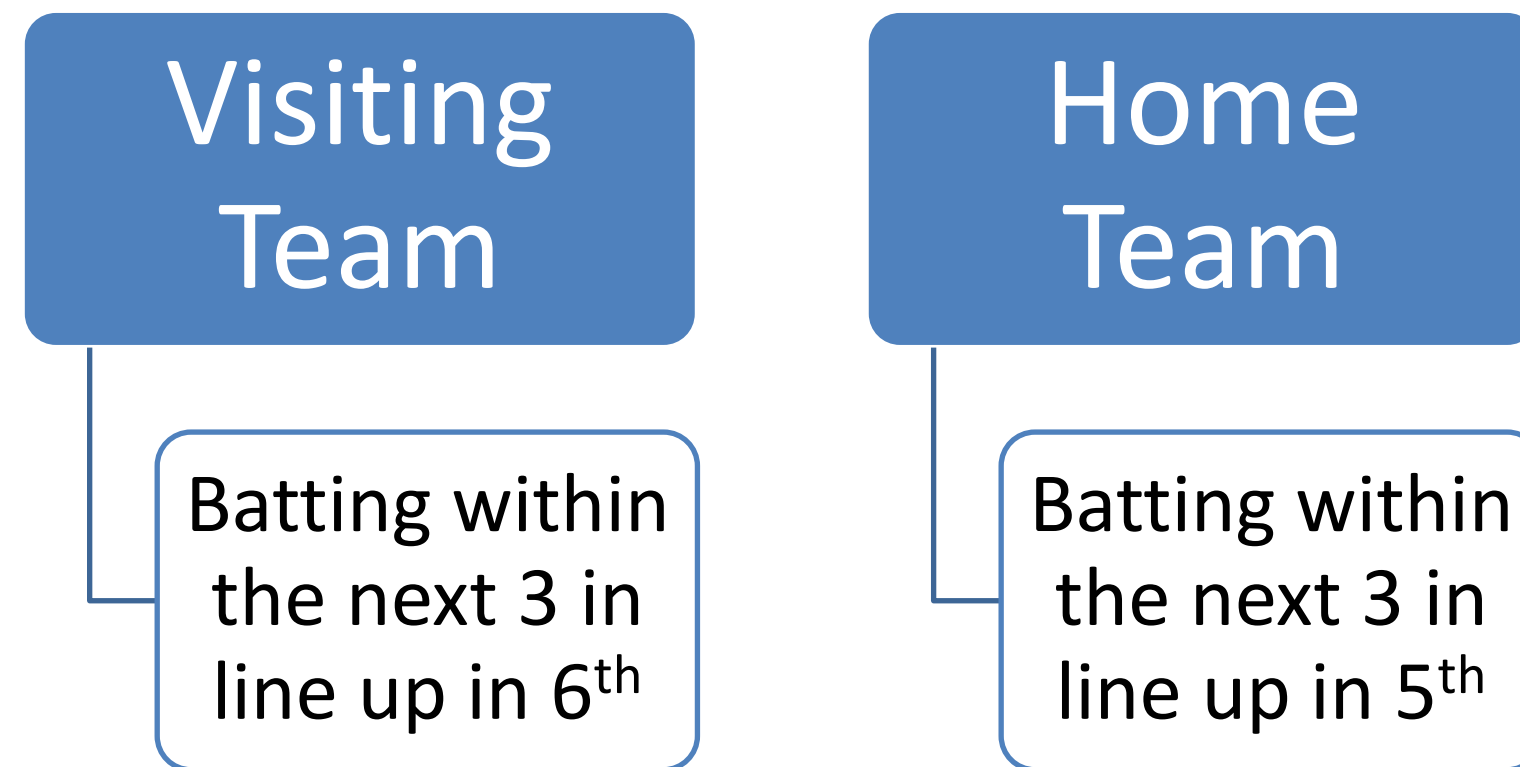 Visiting
Team
Batting within
the next 3 in
line up in 6th
Home
Team
Batting within
the next 3 in
line up in 5th